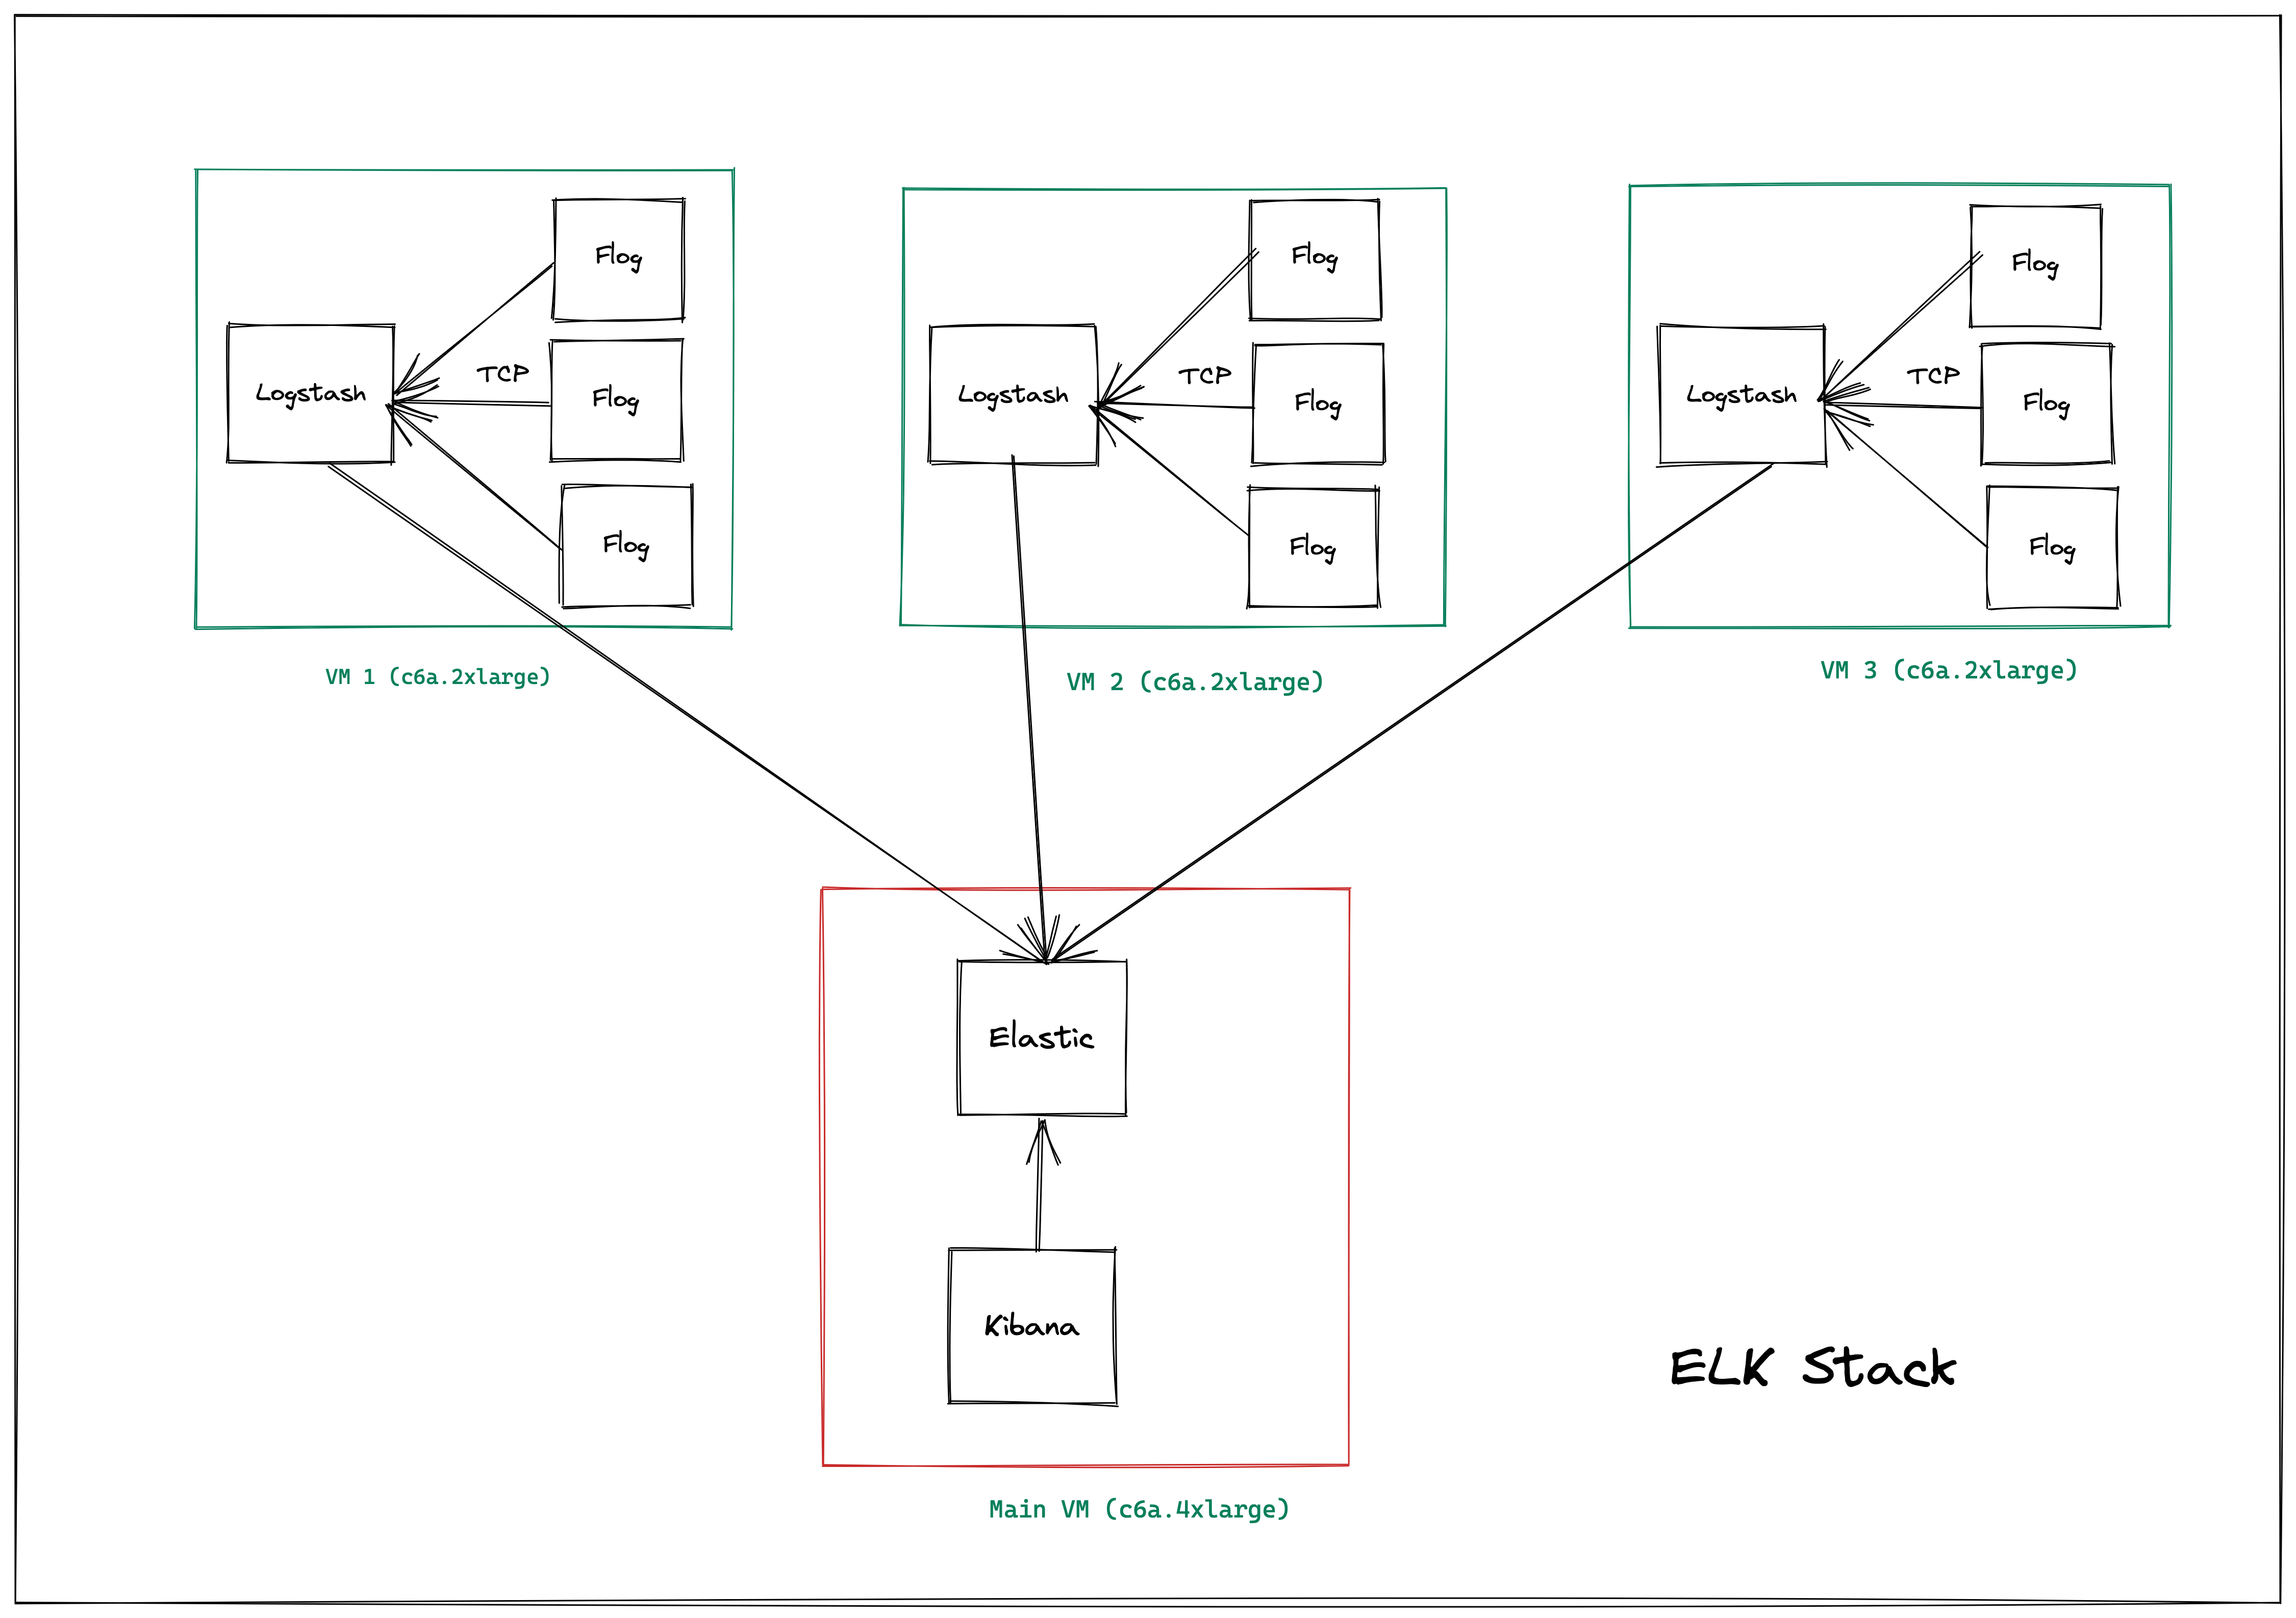 Flog
Logstash
TCP
Flog
Flog
VM 1 (c6a.2xlarge)
Flog
Logstash
TCP
Flog
Flog
VM 2 (c6a.2xlarge)
Flog
Logstash
TCP
Flog
Flog
VM 3 (c6a.2xlarge)
Elastic
Kibana
Main VM (c6a.4xlarge)
ELK Stack